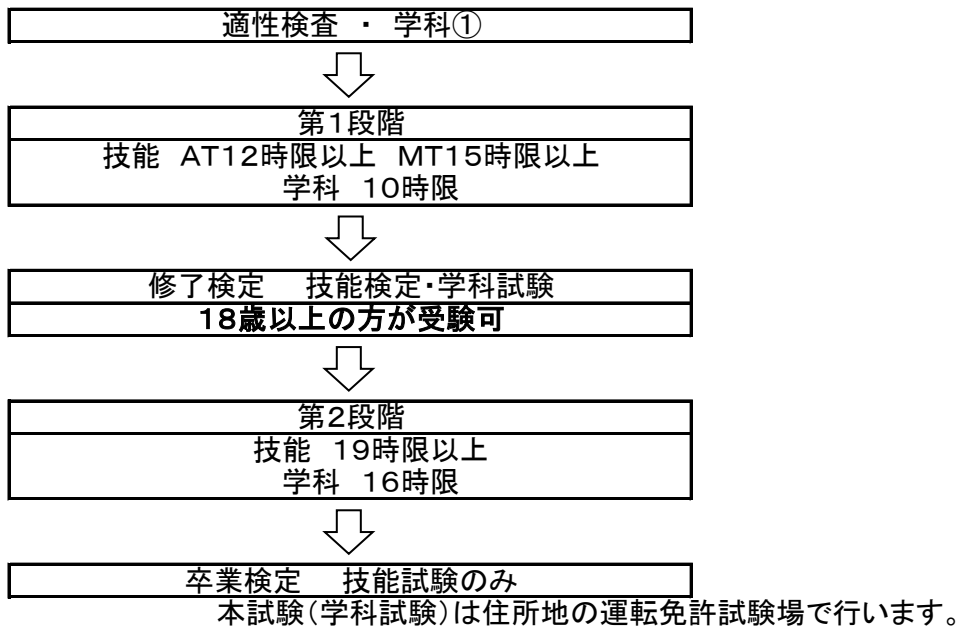 適性検査 ・ 学科①
第1段階
技能 AT12時限以上 MT15時限以上
学科 10時限
修了検定 技能検定・学科試験
18歳以上の方が受験可
第2段階
技能 19時限以上
学科 16時限
卒業検定 技能試験のみ
本試験(学科試験)は住所地の運転免許試験場で行います。